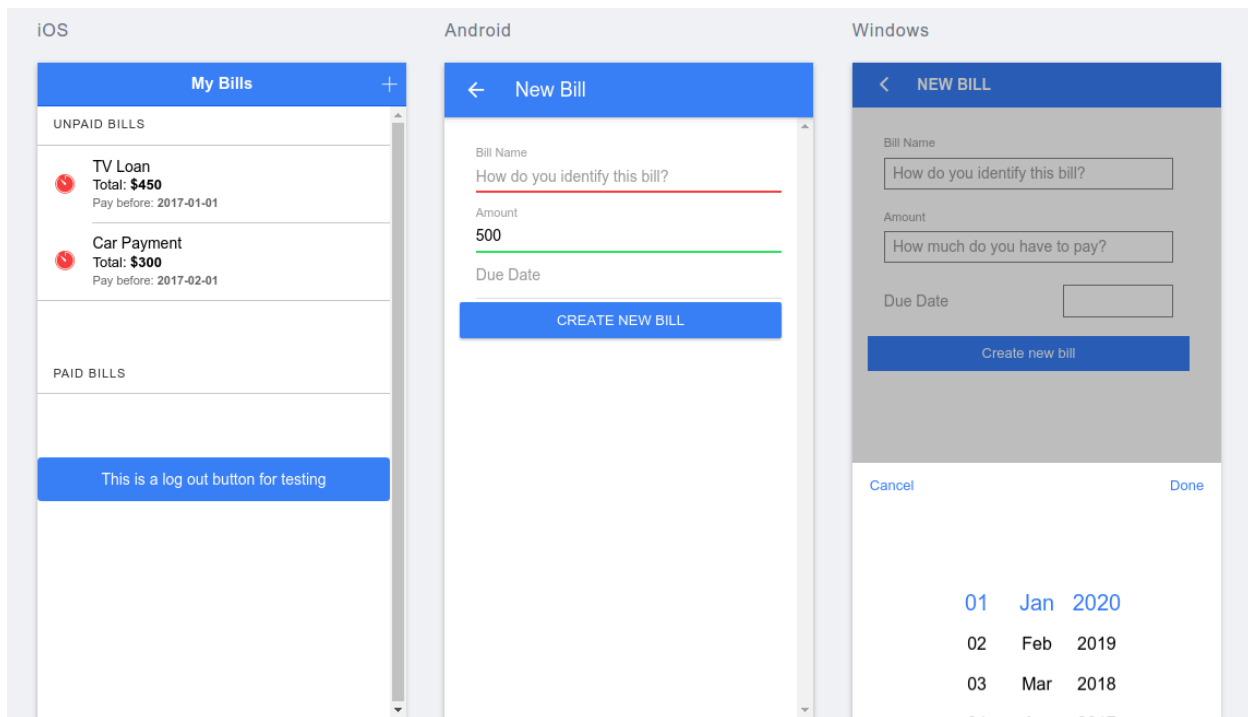 iOS
My Bills
UNPAID BILLS
TV Loan
Total: $450
Pay before: 2017-01-01
Car Payment
Total: $300
Pay before: 2017-02-01
PAID BILLS
This is a log out button for testing
Android
New Bill
Bill Name
How do you identify this bill?
Amount
500
Due Date
CREATE NEW BILL
Windows
NEW BILL
Bill Name
How do you identify this bill?
Amount
How much do you have to pay?
Due Date
Create new bill
Cancel Done
01 Jan 2020
02 Feb 2019
03 Mar 2018